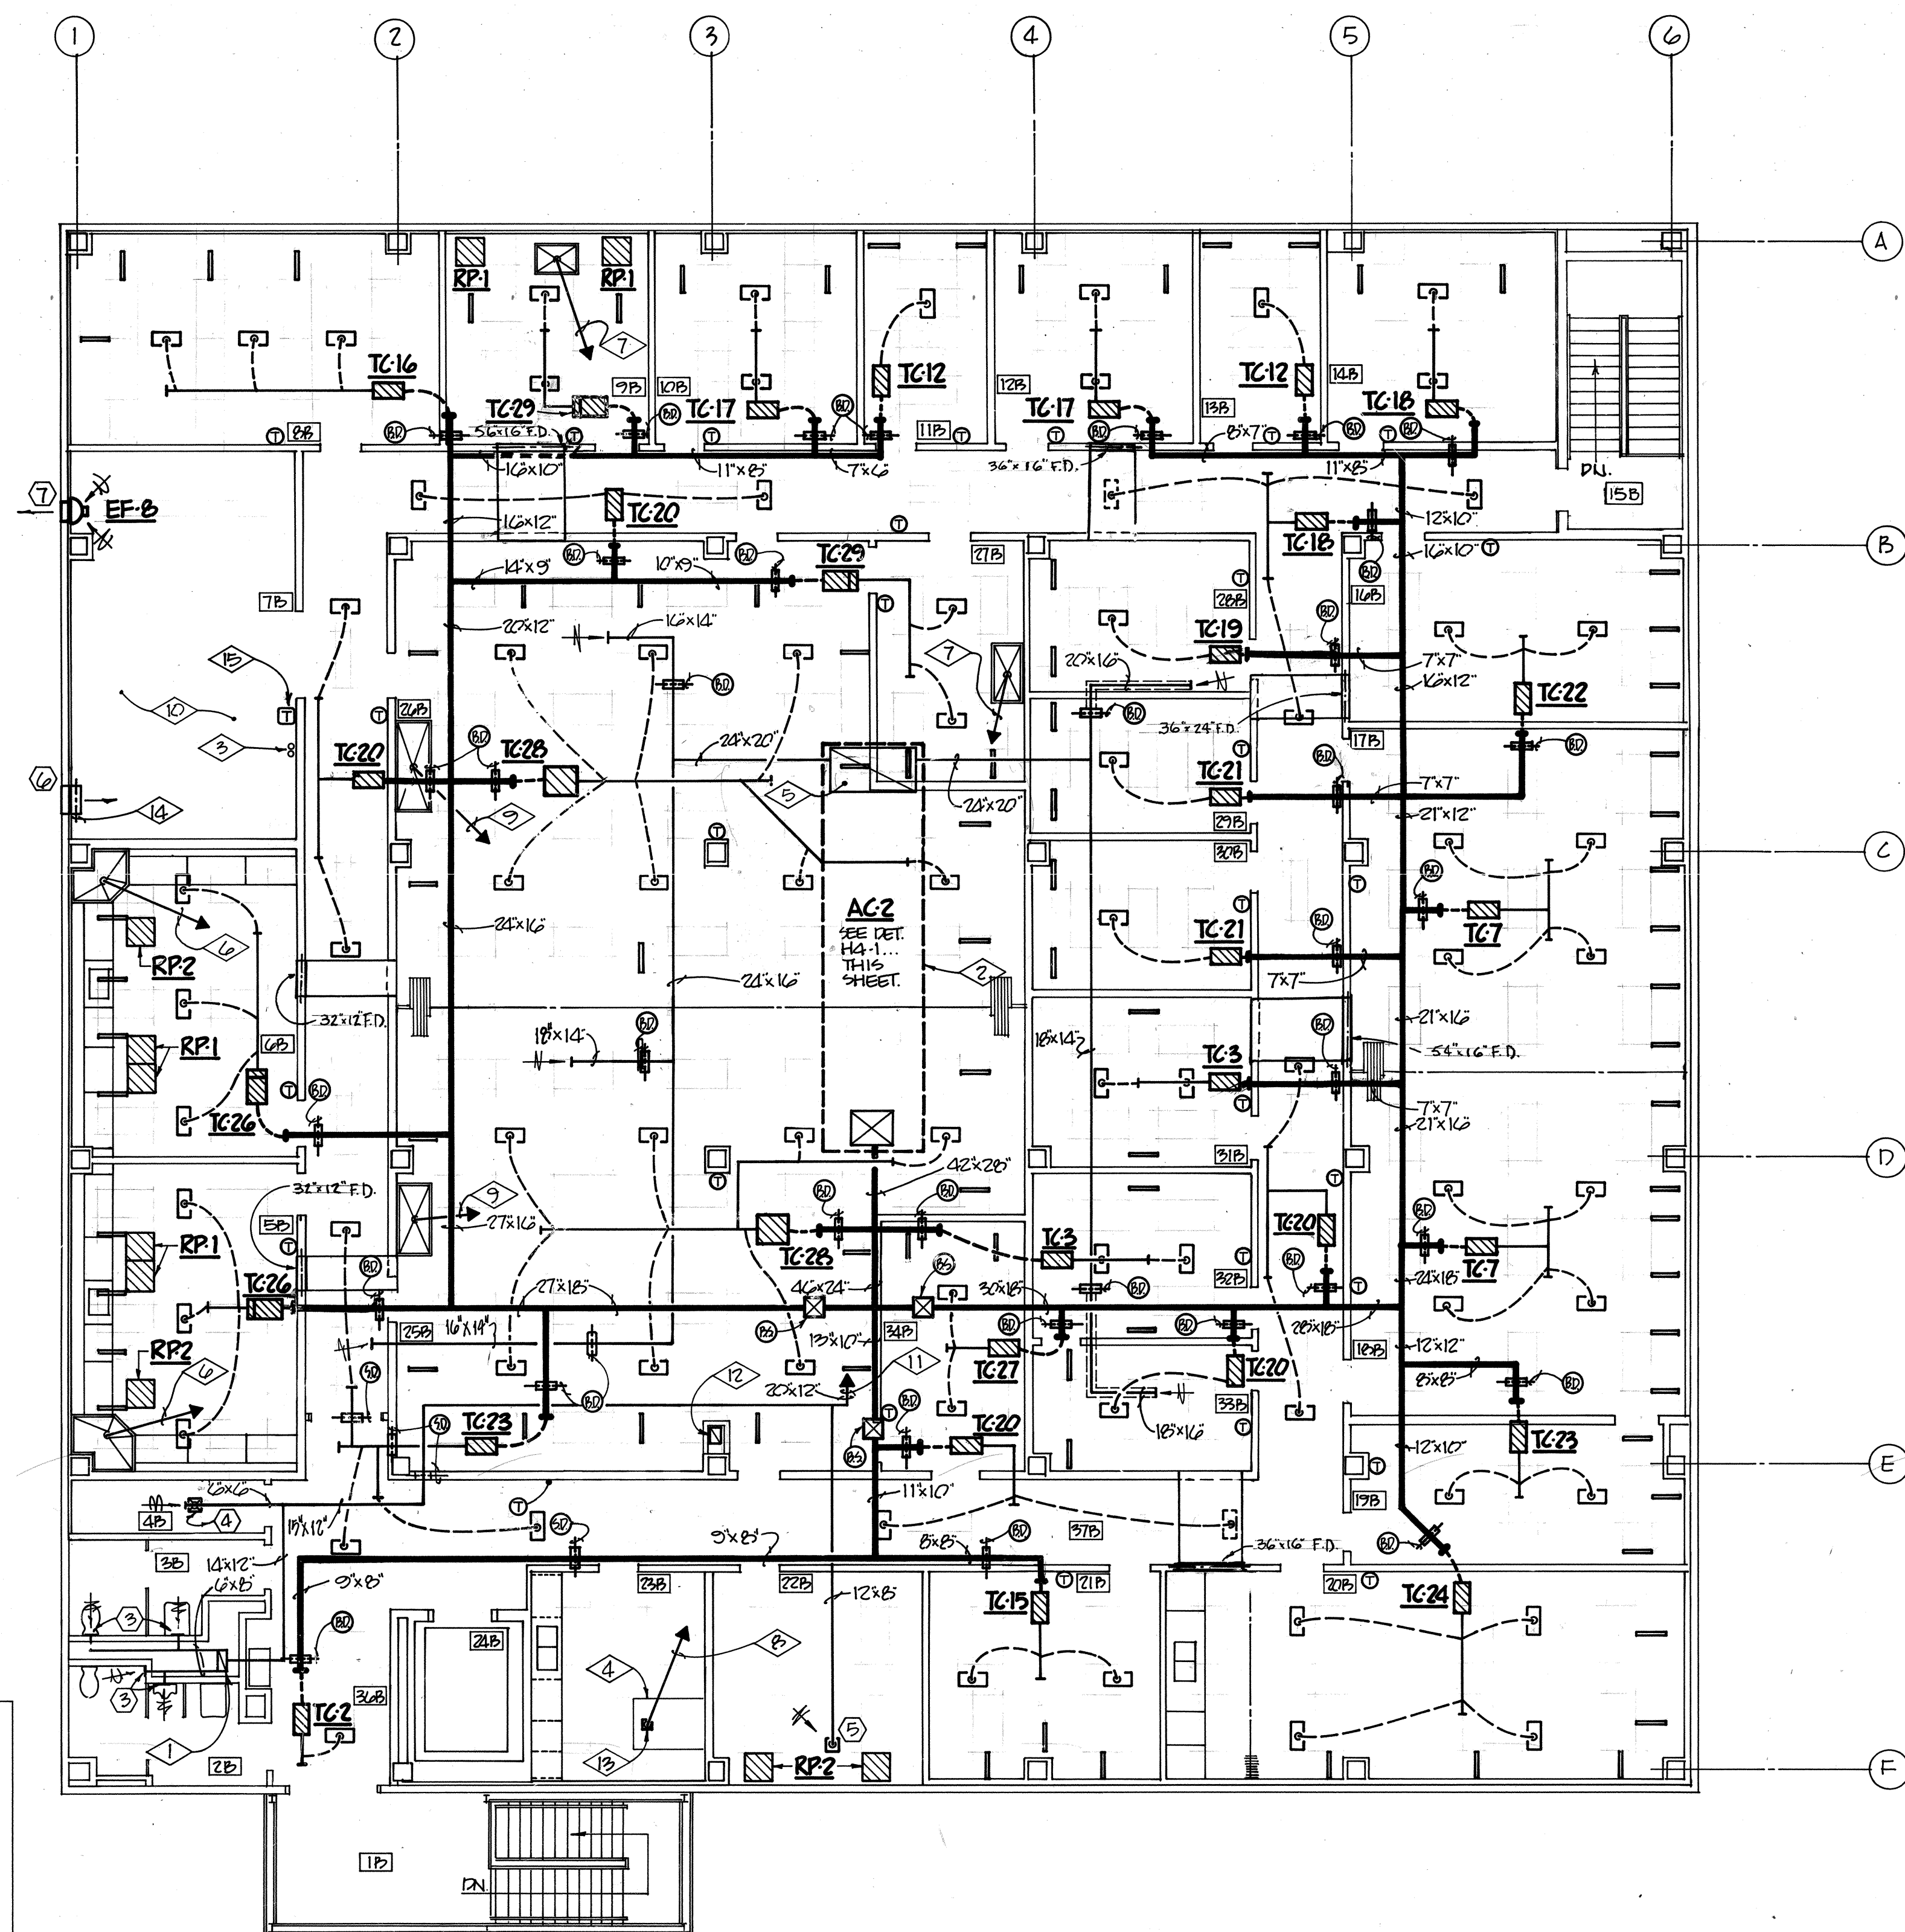 1 2 3 4 5 6
A
RP·1 RP·1
7
TC·16 TC·12 TC·12
9B 10B 12B 14B
TC·29 TC·17 TC·17 13B TC·18
B.D. 56"x16" F.D. B.D. B.D. B.D. B.D. B.D.
T 8B T T 11B T T T
16"x10" 11"x8" 7"x6 36"x16" F.D. 8"x7" 11"x8" DN.
7 EF·8 15B
16"x12" TC·20 T 12"x10"
TC·18
B.D. B.D. TC·29 27B 16"x10" T B
14"x9" 10"x9" B.D.
7B T T 28B 16B
20"x12" 16"x14" B.D.
TC·19
15 7 20"x16" 7"x7"
B.D. 16"x12" TC·22
10 T T 26B B.D.
3 36"x24" F.D. 17B
TC·20 B.D. TC·28 24"x20" T B.D. B.D.
6 TC·21 7"x7"
5 24"x20"
14 9 29B 21"x12"
T 30B C
B.D.
T T
24"x16 AC·2 TC·7
SEE DET. B.D.
H4·1... TC·21
6 THIS
RP·2 SHEET. 2 7"x7"
24"x16
32"x12" F.D. 21"x16
B.D. B.D.
6B 18"x14 18"x14 54"x16" F.D.
RP·1 TC·3
T B.D. 7"x7"
TC·26 T 21"x16
31B D
32"x12" F.D. 9 T 42"x28" T
5B 27"x16 B.D. B.D. B.D.
RP·1 T TC·3 TC·20
TC·28 TC·7
TC·26 B.D. B.S. T 32B B.D. T 24"x18"
27"x18" 46"x24" 30"x18"
16"x14" 25B B.S. 13"x10" 34B B.D. B.D. 28"x18" 18B 12"x12"
RP·2 TC·27
B.D. 12 11 TC·20 8"x8" B.D.
6 20"x12"
B.D. 33B
S.D. TC·23 T B.D. TC·20 18"x16 T TC·23
B.S. 12"x10" E
T
6"x6" 11"x10" 19B
4B 4 15"x12" T S.D. 9"x8" 8"x8" B.D. 37B B.D.
3B 14"x12" 36"x16" F.D.
6"x8" 9"x8" 23B 22B T 21B 20B T
12"x8" TC·15 TC·24
3 B.D. 24B 8
4
3 36B
TC·2 5
1 2B 13 RP·2 F
1B
DN.